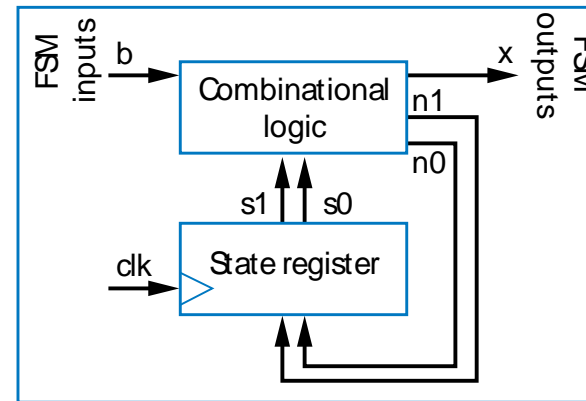 FSM
inputs
b
Combinational
logic
x
FSM
outputs
n1
n0
s1
s0
clk
State register